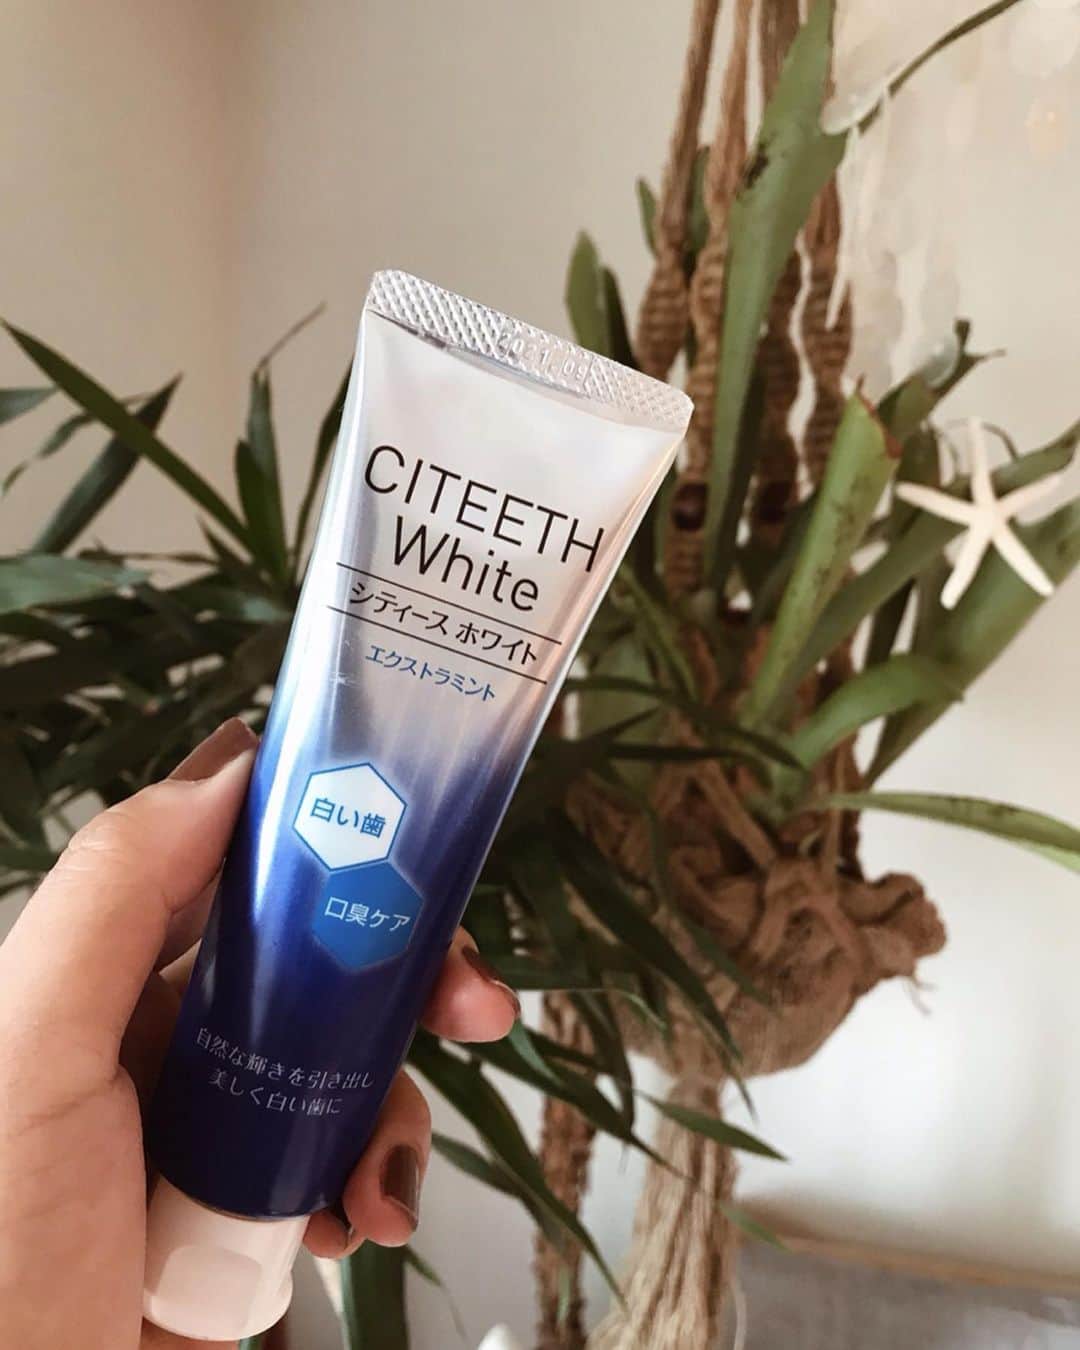 2021.09
CITEETH
White
シティース ホワイト
エクストラミント
白い歯
口臭ケア
自然な輝きを引き出し
美しく白い歯に